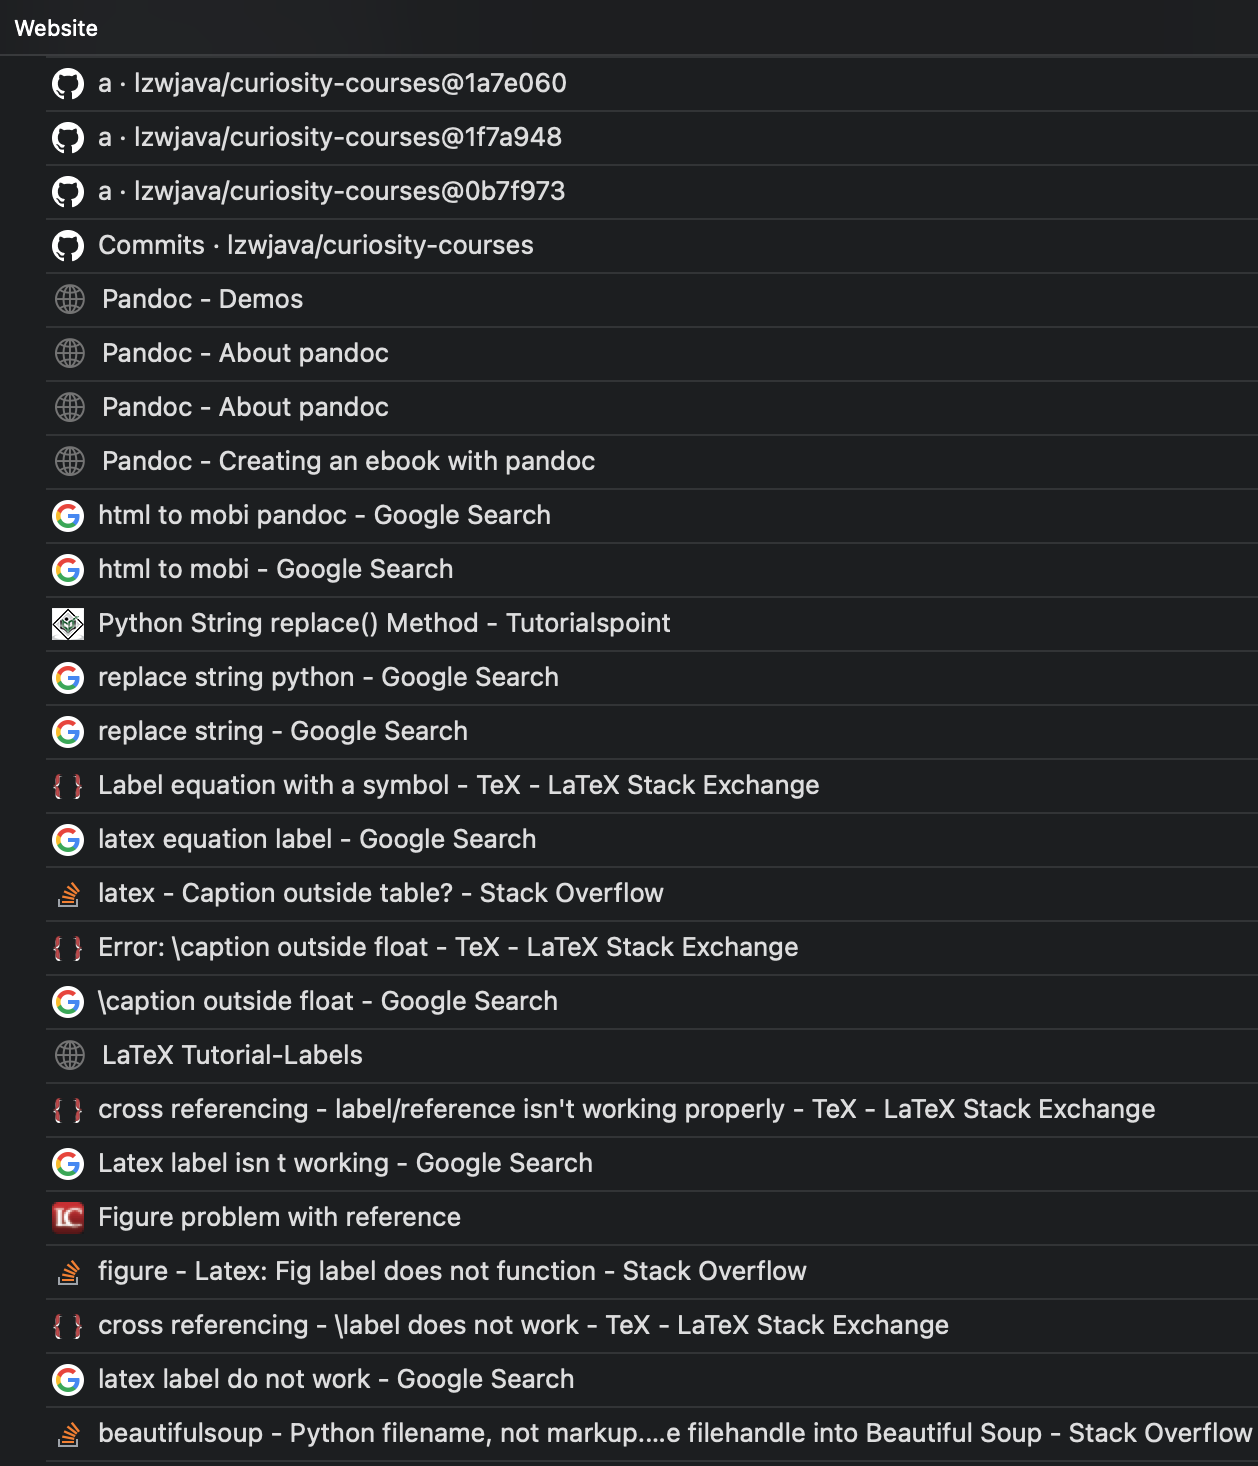 Website
a · lzwjava/curiosity-courses@1a7e060
a · lzwjava/curiosity-courses@1f7a948
a · lzwjava/curiosity-courses@0b7f973
Commits · lzwjava/curiosity-courses
Pandoc - Demos
Pandoc - About pandoc
Pandoc - About pandoc
Pandoc - Creating an ebook with pandoc
html to mobi pandoc - Google Search
html to mobi - Google Search
Python String replace() Method - Tutorialspoint
replace string python - Google Search
replace string - Google Search
Label equation with a symbol - TeX - LaTeX Stack Exchange
latex equation label - Google Search
latex - Caption outside table? - Stack Overflow
Error: \caption outside float - TeX - LaTeX Stack Exchange
\caption outside float - Google Search
LaTeX Tutorial-Labels
cross referencing - label/reference isn't working properly - TeX - LaTeX Stack Exchange
Latex label isn t working - Google Search
Figure problem with reference
figure - Latex: Fig label does not function - Stack Overflow
cross referencing - \label does not work - TeX - LaTeX Stack Exchange
latex label do not work - Google Search
beautifulsoup - Python filename, not markup....e filehandle into Beautiful Soup - Stack Overflow